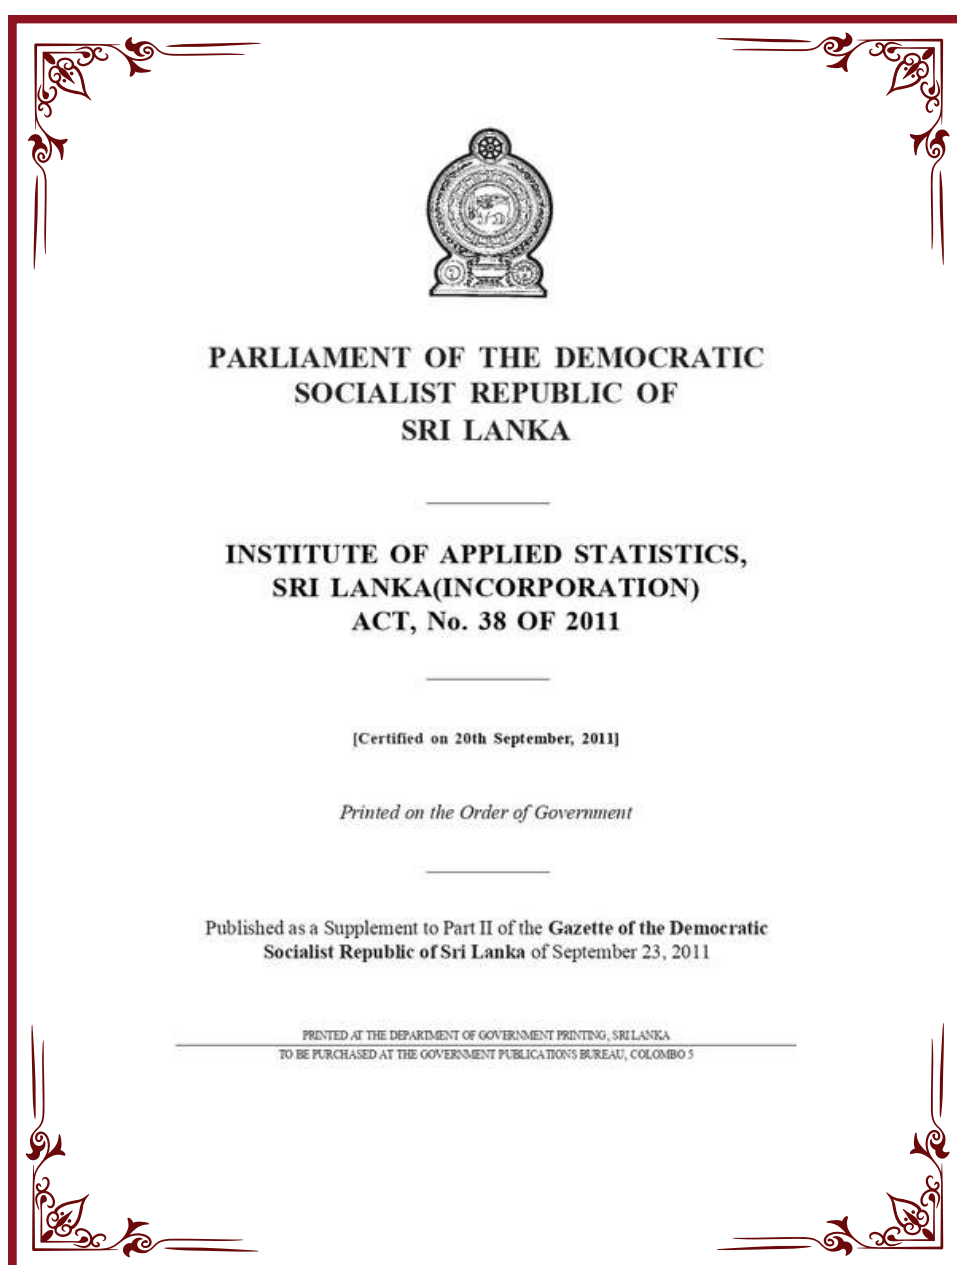 PARLIAMENT OF THE DEMOCRATIC
SOCIALIST REPUBLIC OF
SRI LANKA
INSTITUTE OF APPLIED STATISTICS,
SRI LANKA(INCORPORATION)
ACT, No. 38 OF 2011
[Certified on 20th September, 2011]
Printed on the Order of Government
Published as a Supplement to Part II of the Gazette of the Democratic
Socialist Republic of Sri Lanka of September 23, 2011
PRINTED AT THE DEPARTMENT OF GOVERNMENT PRINTING, SRI LANKA
TO BE PURCHASED AT THE GOVERNMENT PUBLICATIONS BUREAU, COLOMBO 5